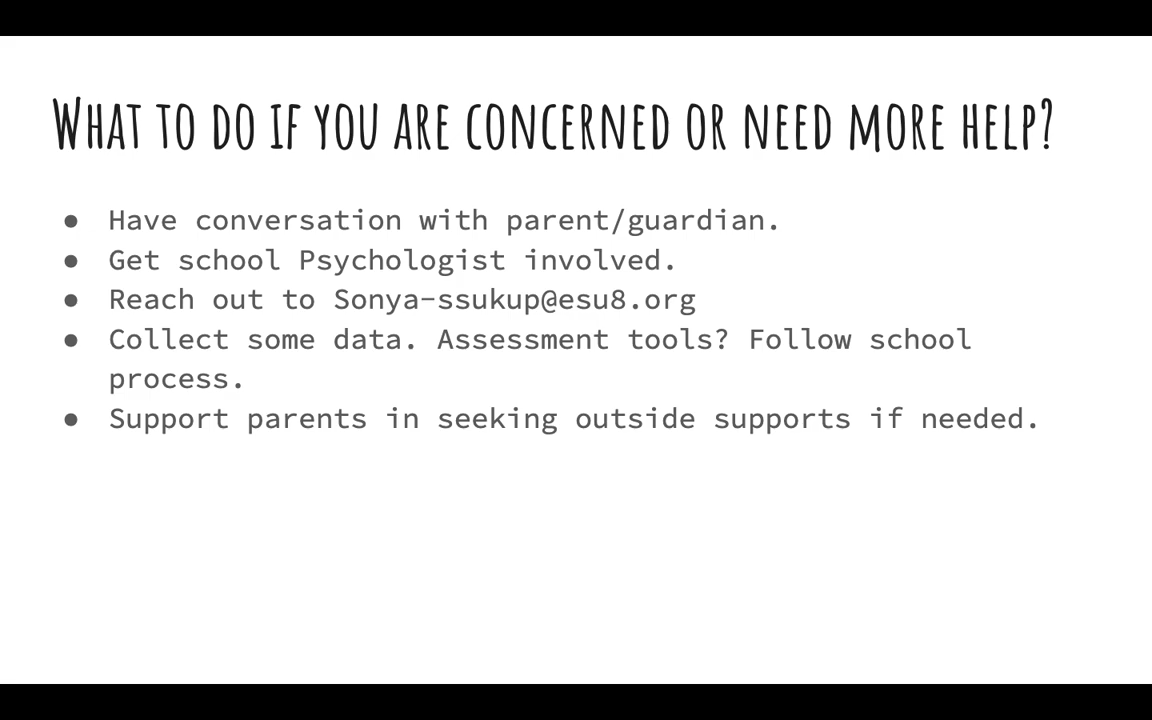 What to do if you are concerned or need more help?
● Have conversation with parent/guardian.
● Get school Psychologist involved.
● Reach out to Sonya-ssukup@esu8.org
● Collect some data. Assessment tools? Follow school
process.
● Support parents in seeking outside supports if needed.